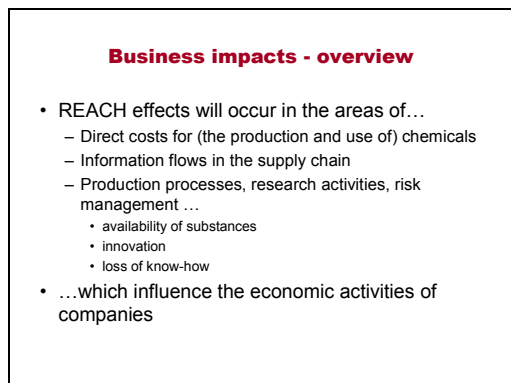 Business impacts - overview
• REACH effects will occur in the areas of…
– Direct costs for (the production and use of) chemicals
– Information flows in the supply chain
– Production processes, research activities, risk
management …
• availability of substances
• innovation
• loss of know-how
• …which influence the economic activities of
companies